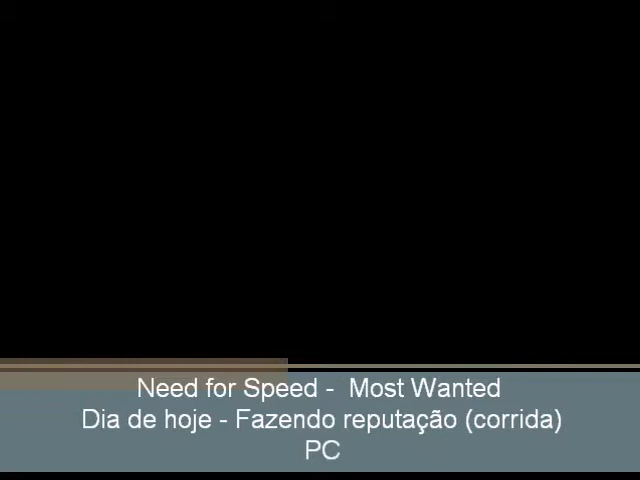 Need for Speed -  Most Wanted
Dia de hoje - Fazendo reputação (corrida)
PC